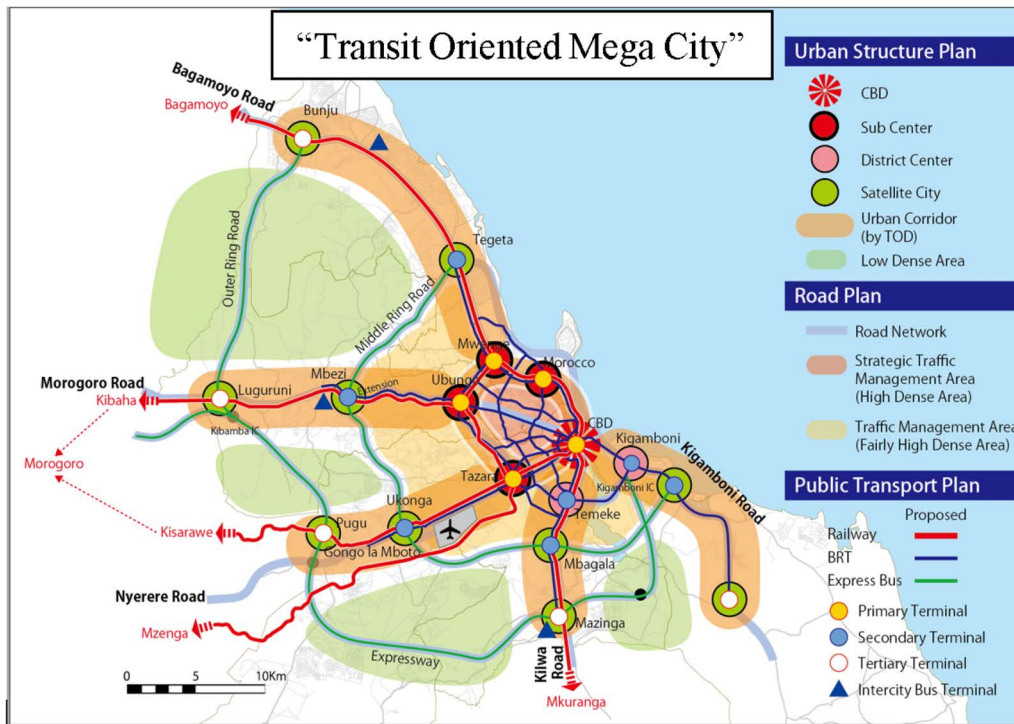 “Transit Oriented Mega City”
Bagamoyo Road
Bagamoyo
Bunju
Outer Ring Road
Tegeta
Middle Ring Road
Morogoro Road
Kibaha
Luguruni
Kibamba IC
Mbezi
Extension
Ubungo
Mwenge
Morocco
CBD
Kigamboni
Kigamboni IC
Kigamboni Road
Morogoro
Kisarawe
Tazara
Temeke
Ukonga
Pugu
Gongo la Mboto
Mbagala
Nyerere Road
Mzenga
Expressway
Mazinga
Kilwa
Road
Mkuranga
0 5 10Km
Urban Structure Plan
CBD
Sub Center
District Center
Satellite City
Urban Corridor
(by TOD)
Low Dense Area
Road Plan
Road Network
Strategic Traffic
Management Area
(High Dense Area)
Traffic Management Area
(Fairly High Dense Area)
Public Transport Plan
Proposed
Railway
BRT
Express Bus
Primary Terminal
Secondary Terminal
Tertiary Terminal
Intercity Bus Terminal